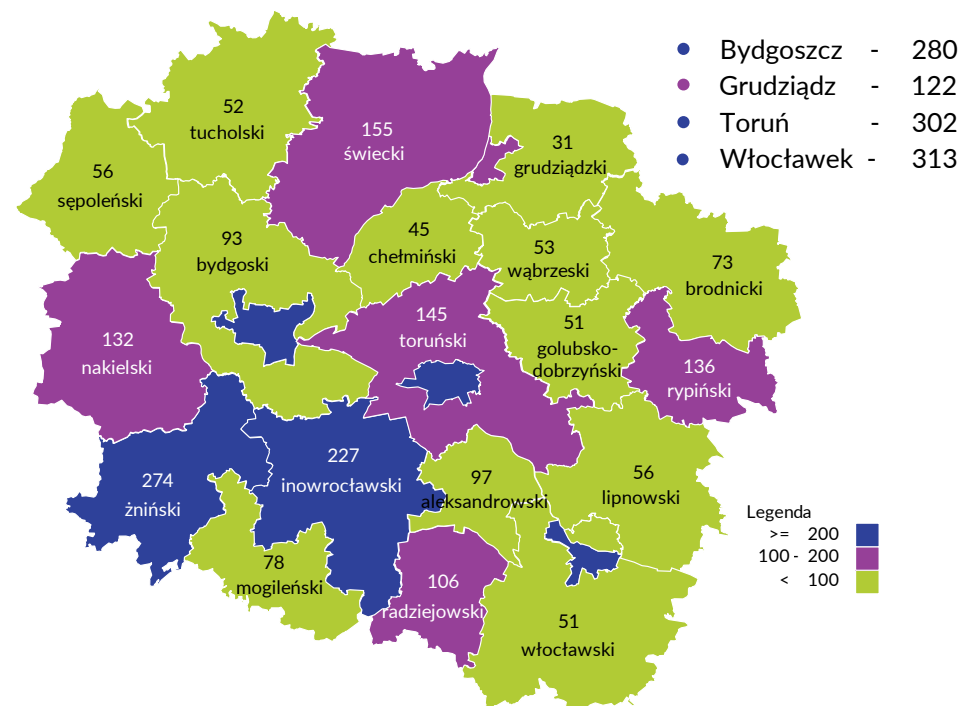 Bydgoszcz - 280
Grudziądz - 122
Toruń - 302
Włocławek - 313
52
tucholski
155
świecki
31
grudziądzki
56
sępoleński
93
bydgoski
45
chełmiński
53
wąbrzeski
73
brodnicki
132
nakielski
145
toruński
51
golubsko-
dobrzyński
136
rypiński
274
żniński
227
inowrocławski
97
aleksandrowski
56
lipnowski
78
mogileński
106
radziejowski
51
włocławski
Legenda
>= 200
100 - 200
< 100